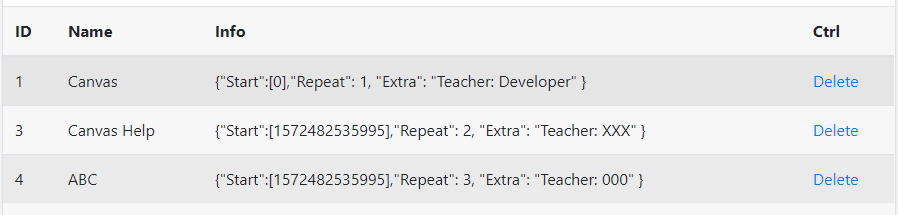 ID Name Info Ctrl
1 Canvas {"Start":[0],"Repeat": 1, "Extra": "Teacher: Developer" } Delete
3 Canvas Help {"Start":[1572482535995],"Repeat": 2, "Extra": "Teacher: XXX" } Delete
4 ABC {"Start":[1572482535995],"Repeat": 3, "Extra": "Teacher: 000" } Delete